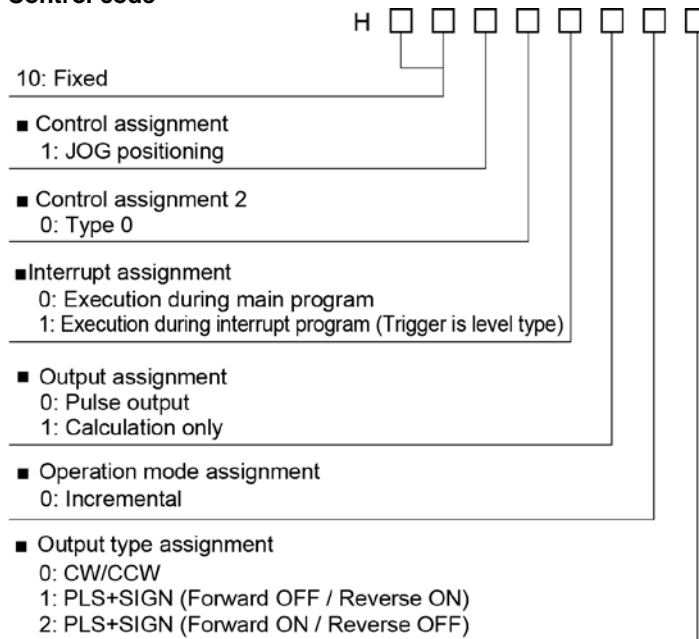 Control code
H □ □ □ □ □ □ □ □
10: Fixed
■ Control assignment
1: JOG positioning
■ Control assignment 2
0: Type 0
■Interrupt assignment
0: Execution during main program
1: Execution during interrupt program (Trigger is level type)
■ Output assignment
0: Pulse output
1: Calculation only
■ Operation mode assignment
0: Incremental
■ Output type assignment
0: CW/CCW
1: PLS+SIGN (Forward OFF / Reverse ON)
2: PLS+SIGN (Forward ON / Reverse OFF)